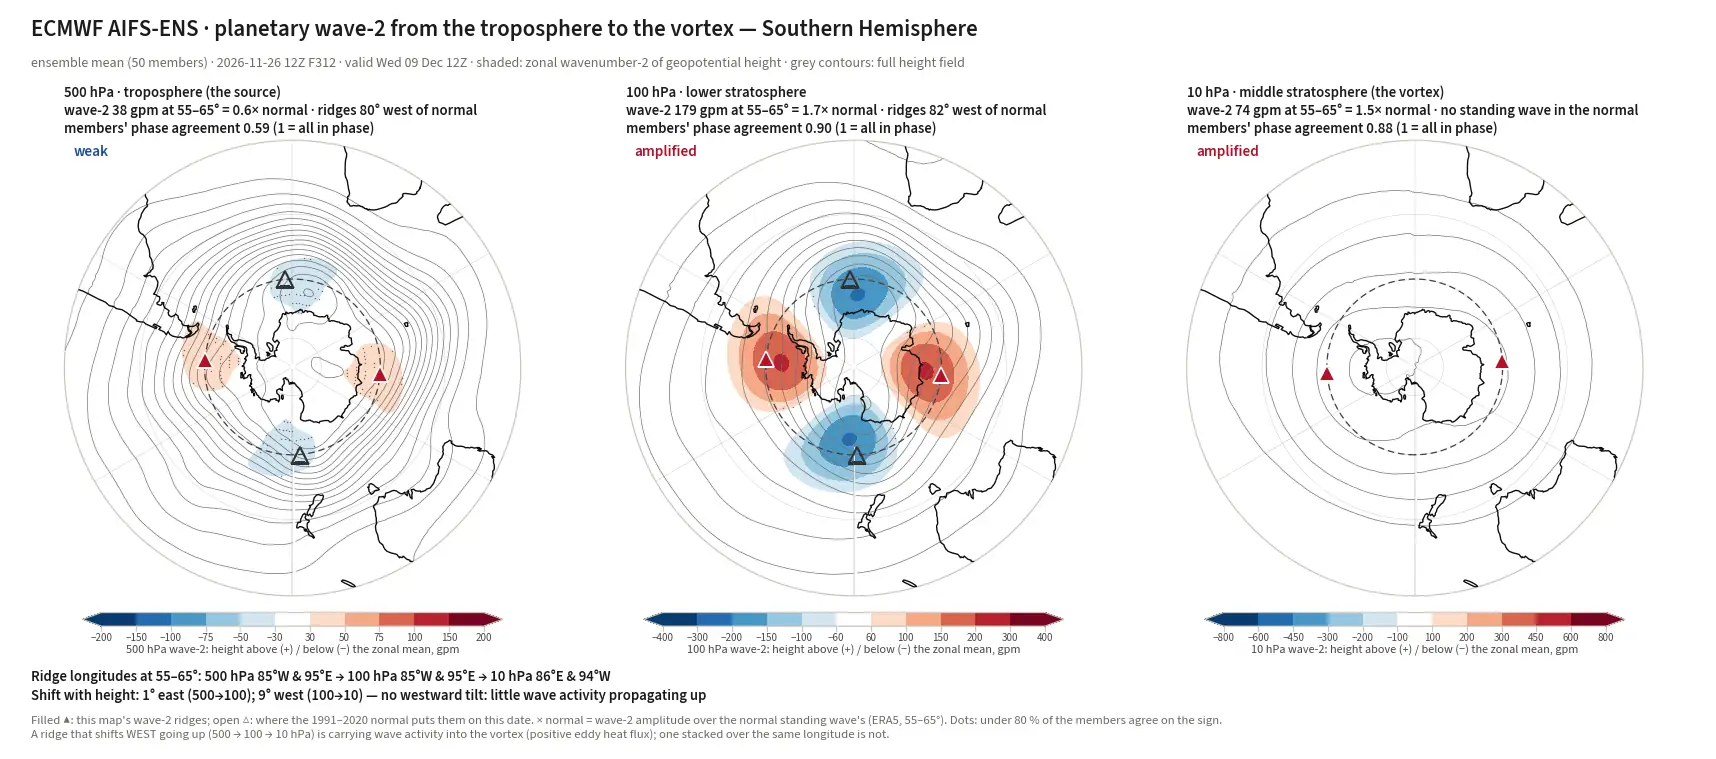 ECMWF AIFS-ENS · planetary wave-2 from the troposphere to the vortex — Southern Hemisphere
ensemble mean (50 members) · 2026-11-26 12Z F312 · valid Wed 09 Dec 12Z · shaded: zonal wavenumber-2 of geopotential height · grey contours: full height field
500 hPa · troposphere (the source)
wave-2 38 gpm at 55–65° = 0.6× normal · ridges 80° west of normal
members' phase agreement 0.59 (1 = all in phase)
weak
100 hPa · lower stratosphere
wave-2 179 gpm at 55–65° = 1.7× normal · ridges 82° west of normal
members' phase agreement 0.90 (1 = all in phase)
amplified
10 hPa · middle stratosphere (the vortex)
wave-2 74 gpm at 55–65° = 1.5× normal · no standing wave in the normal
members' phase agreement 0.88 (1 = all in phase)
amplified
−200 −150 −100 −75 −50 −30 30 50 75 100 150 200
500 hPa wave-2: height above (+) / below (−) the zonal mean, gpm
−400 −300 −200 −150 −100 −60 60 100 150 200 300 400
100 hPa wave-2: height above (+) / below (−) the zonal mean, gpm
−800 −600 −450 −300 −200 −100 100 200 300 450 600 800
10 hPa wave-2: height above (+) / below (−) the zonal mean, gpm
Ridge longitudes at 55–65°: 500 hPa 85°W & 95°E → 100 hPa 85°W & 95°E → 10 hPa 86°E & 94°W
Shift with height: 1° east (500→100); 9° west (100→10) — no westward tilt: little wave activity propagating up
Filled ▲: this map's wave-2 ridges; open △: where the 1991–2020 normal puts them on this date. × normal = wave-2 amplitude over the normal standing wave's (ERA5, 55–65°). Dots: under 80 % of the members agree on the sign.
A ridge that shifts WEST going up (500 → 100 → 10 hPa) is carrying wave activity into the vortex (positive eddy heat flux); one stacked over the same longitude is not.